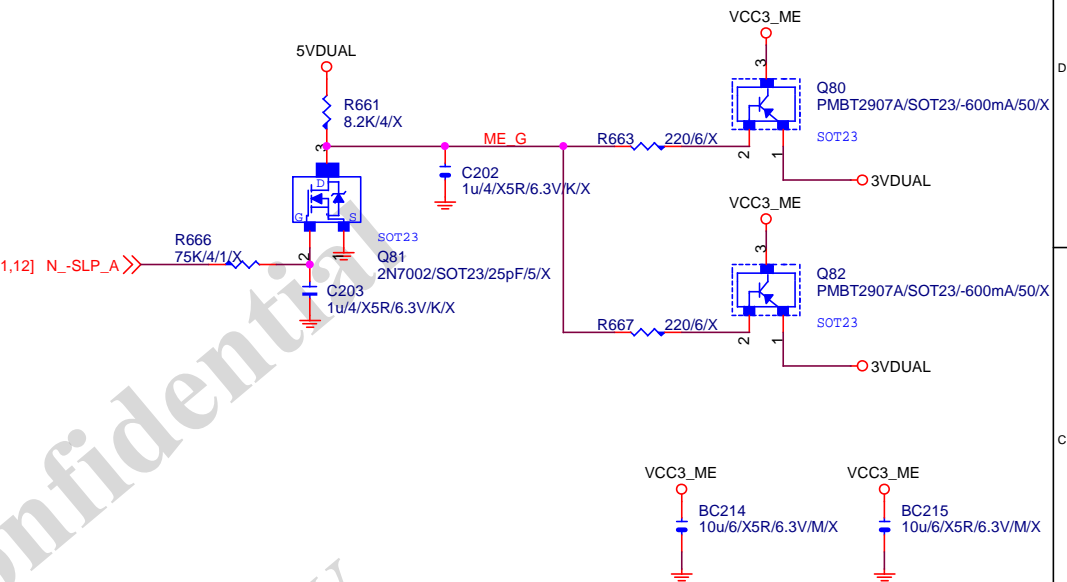 VCC3_ME
5VDUAL
3
D
Q80
PMBT2907A/SOT23/-600mA/50/X
SOT23
R661
8.2K/4/X
3
ME_G
R663
220/6/X
2
1
3VDUAL
C202
1u/4/X5R/6.3V/K/X
D
G
S
VCC3_ME
SOT23
Q81
2N7002/SOT23/25pF/5/X
2
1
R666
75K/4/1/X
1,12] N_-SLP_A
C203
1u/4/X5R/6.3V/K/X
3
Q82
PMBT2907A/SOT23/-600mA/50/X
SOT23
R667
220/6/X
2
1
3VDUAL
C
VCC3_ME
BC214
10u/6/X5R/6.3V/M/X
VCC3_ME
BC215
10u/6/X5R/6.3V/M/X
onfidential